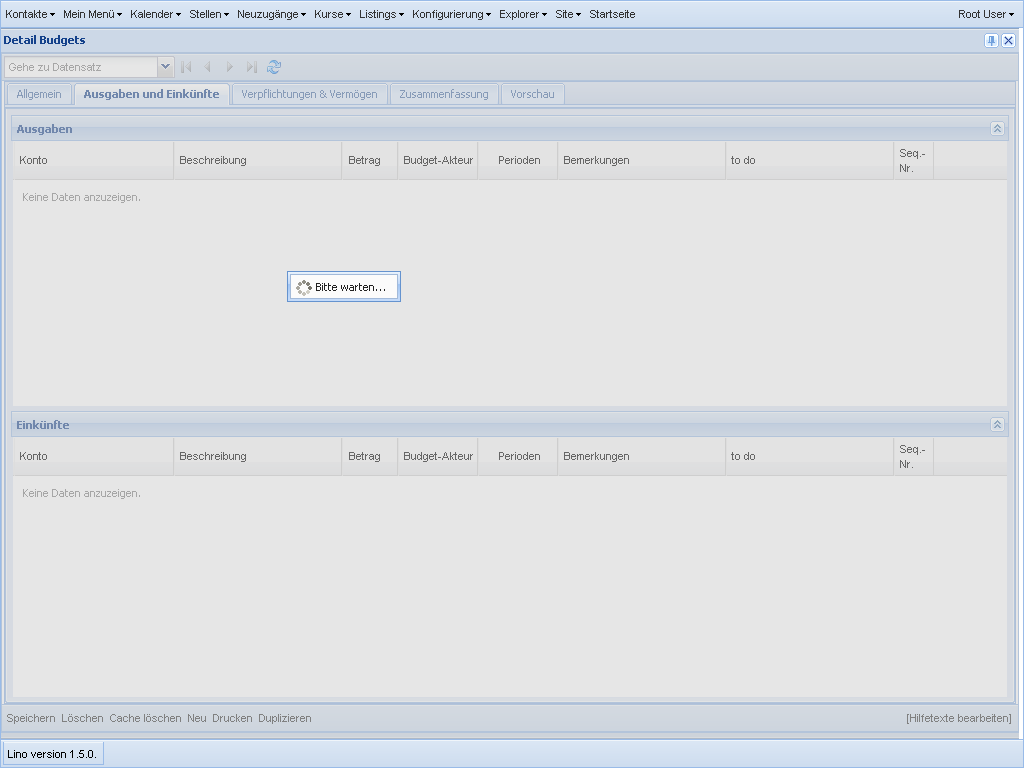 Kontakte Mein Menü Kalender Stellen Neuzugänge Kurse Listings Konfigurierung Explorer Site Startseite Root User
Detail Budgets
Gehe zu Datensatz
Allgemein Ausgaben und Einkünfte Verpflichtungen & Vermögen Zusammenfassung Vorschau
Ausgaben
Konto Beschreibung Betrag Budget-Akteur Perioden Bemerkungen to do Seq.-
Nr.
Keine Daten anzuzeigen.
Bitte warten...
Einkünfte
Konto Beschreibung Betrag Budget-Akteur Perioden Bemerkungen to do Seq.-
Nr.
Keine Daten anzuzeigen.
Speichern Löschen Cache löschen Neu Drucken Duplizieren [Hilfetexte bearbeiten]
Lino version 1.5.0.